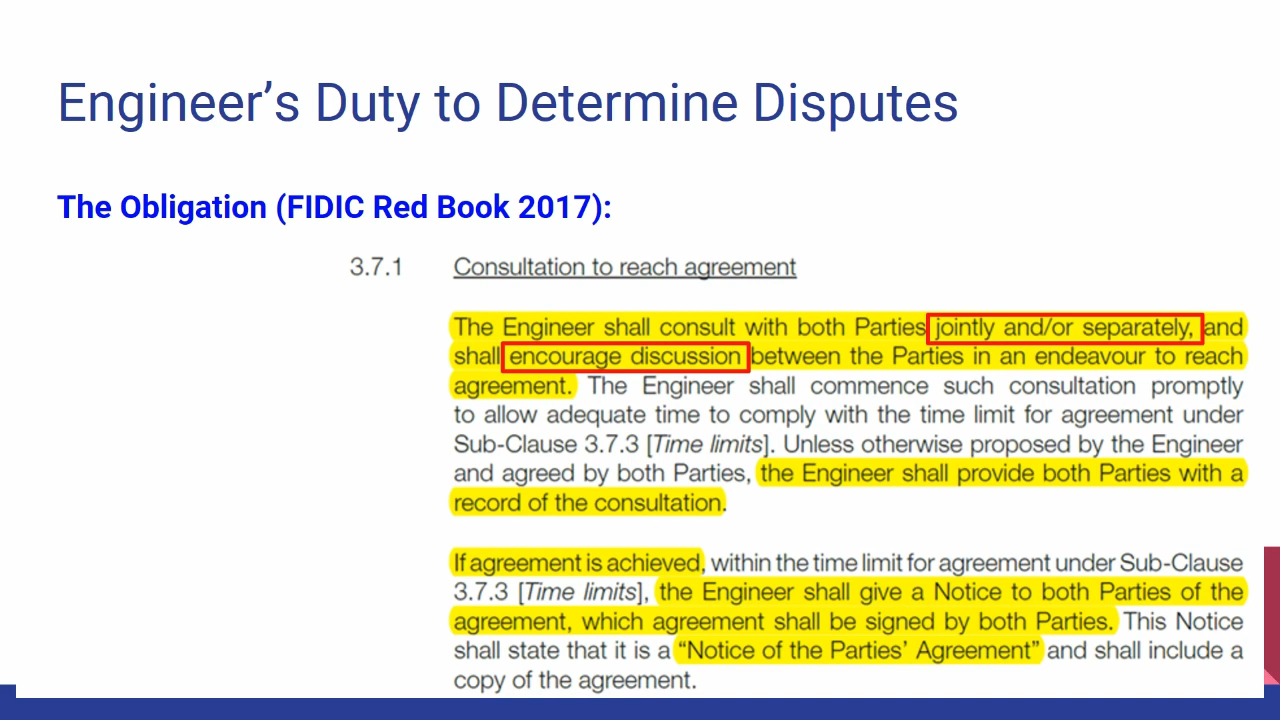 Engineer’s Duty to Determine Disputes
The Obligation (FIDIC Red Book 2017):
3.7.1 Consultation to reach agreement
The Engineer shall consult with both Parties jointly and/or separately, and
shall encourage discussion between the Parties in an endeavour to reach
agreement. The Engineer shall commence such consultation promptly
to allow adequate time to comply with the time limit for agreement under
Sub-Clause 3.7.3 [Time limits]. Unless otherwise proposed by the Engineer
and agreed by both Parties, the Engineer shall provide both Parties with a
record of the consultation.
If agreement is achieved, within the time limit for agreement under Sub-Clause
3.7.3 [Time limits], the Engineer shall give a Notice to both Parties of the
agreement, which agreement shall be signed by both Parties. This Notice
shall state that it is a “Notice of the Parties’ Agreement” and shall include a
copy of the agreement.